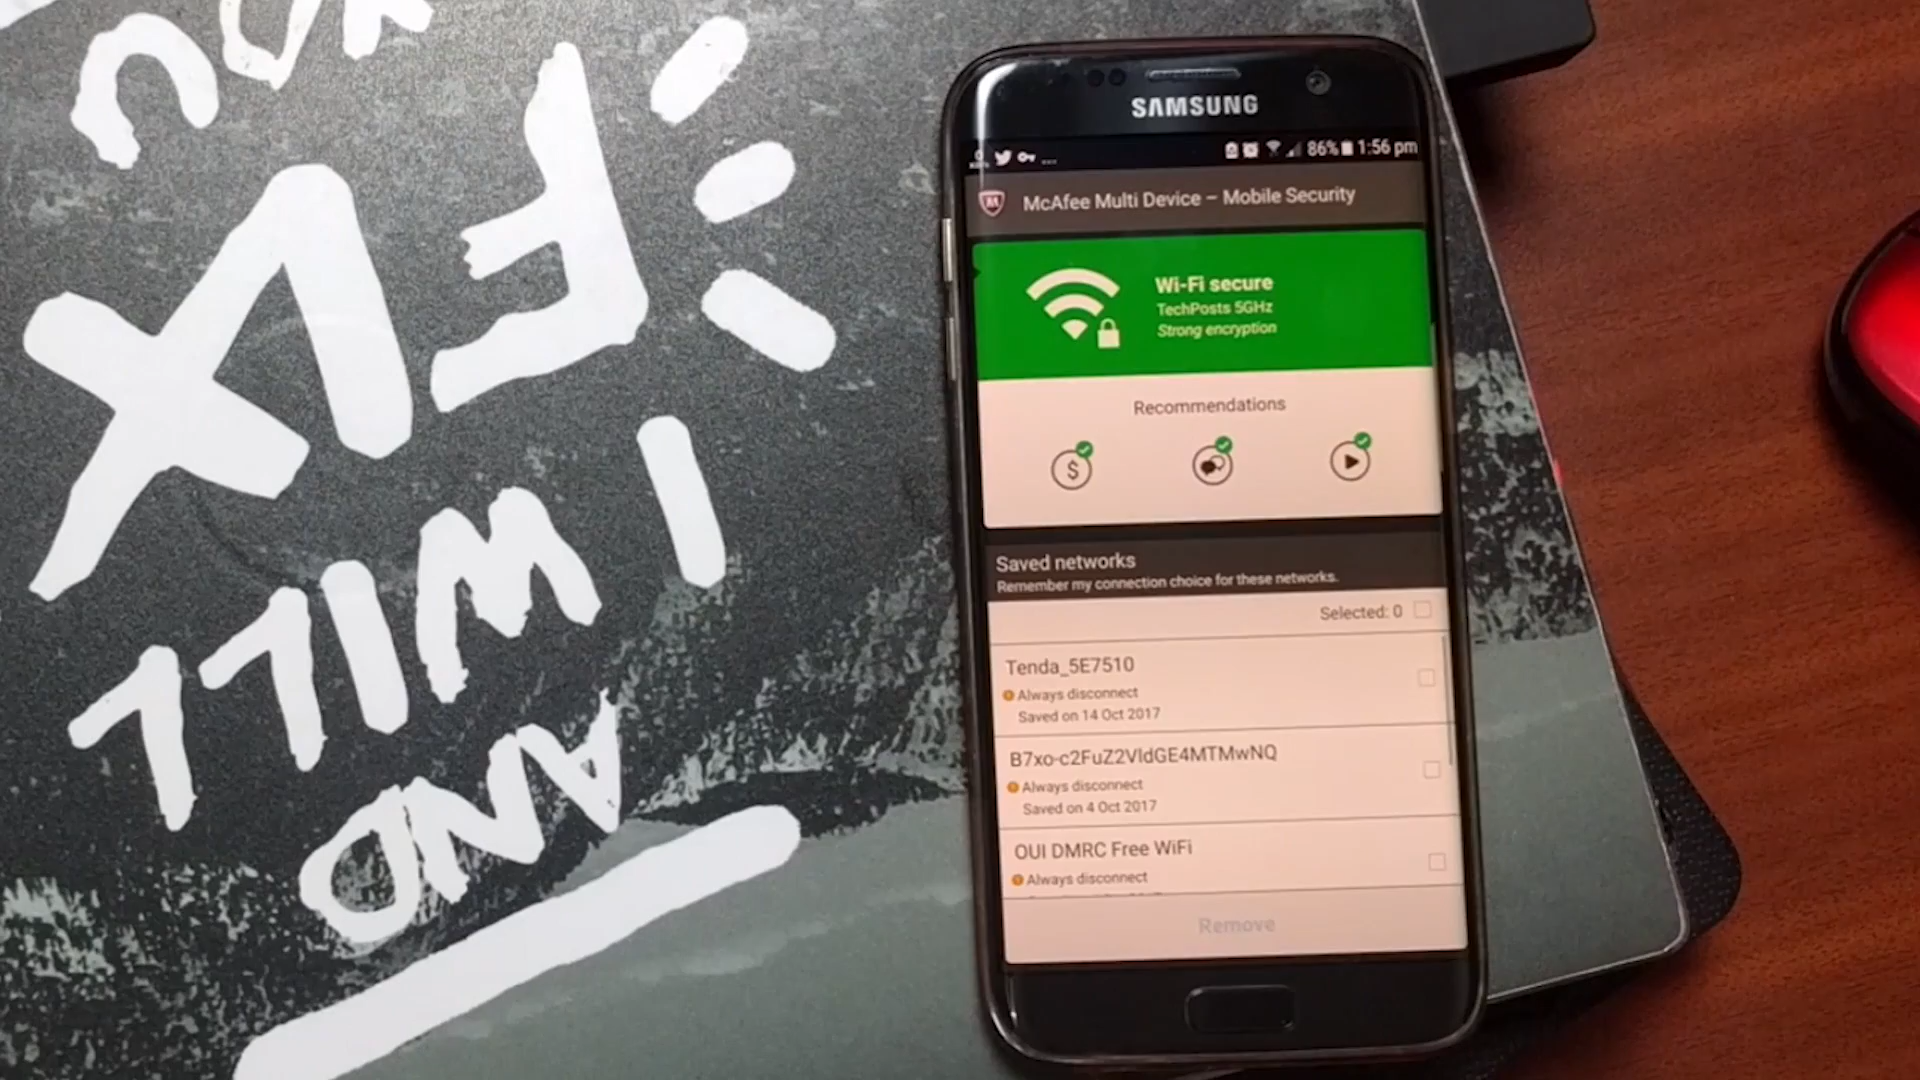 SAMSUNG
0
86% 1:56 pm
McAfee Multi Device – Mobile Security
Wi-Fi secure
TechPosts 5GHz
Strong encryption
Recommendations
$
Saved networks
Remember my connection choice for these networks.
Selected: 0
Tenda_5E7510
Always disconnect
Saved on 14 Oct 2017
B7xo-c2FuZ2VldGE4MTMwNQ
Always disconnect
Saved on 4 Oct 2017
OUI DMRC Free WiFi
Always disconnect
Remove
AND
I WILL